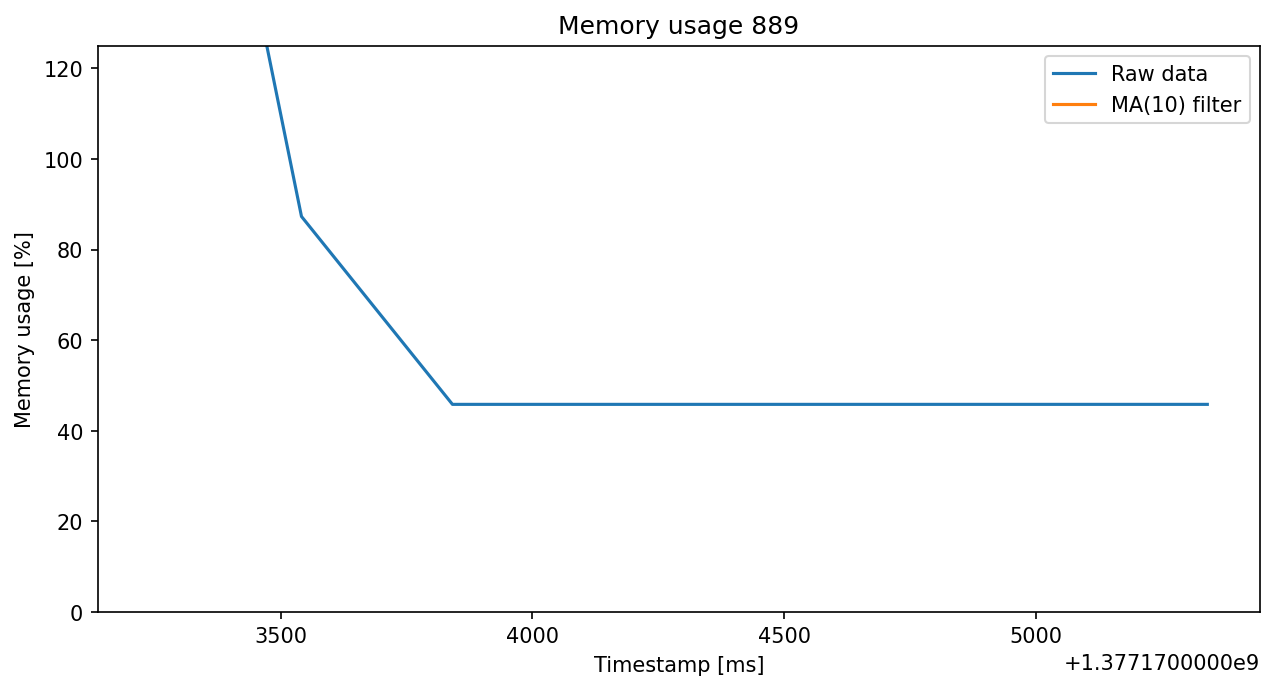 Memory usage 889
Raw data
MA(10) filter
Memory usage [%]
120
100
80
60
40
20
0
3500 4000 4500 5000
Timestamp [ms]
+1.3771700000e9